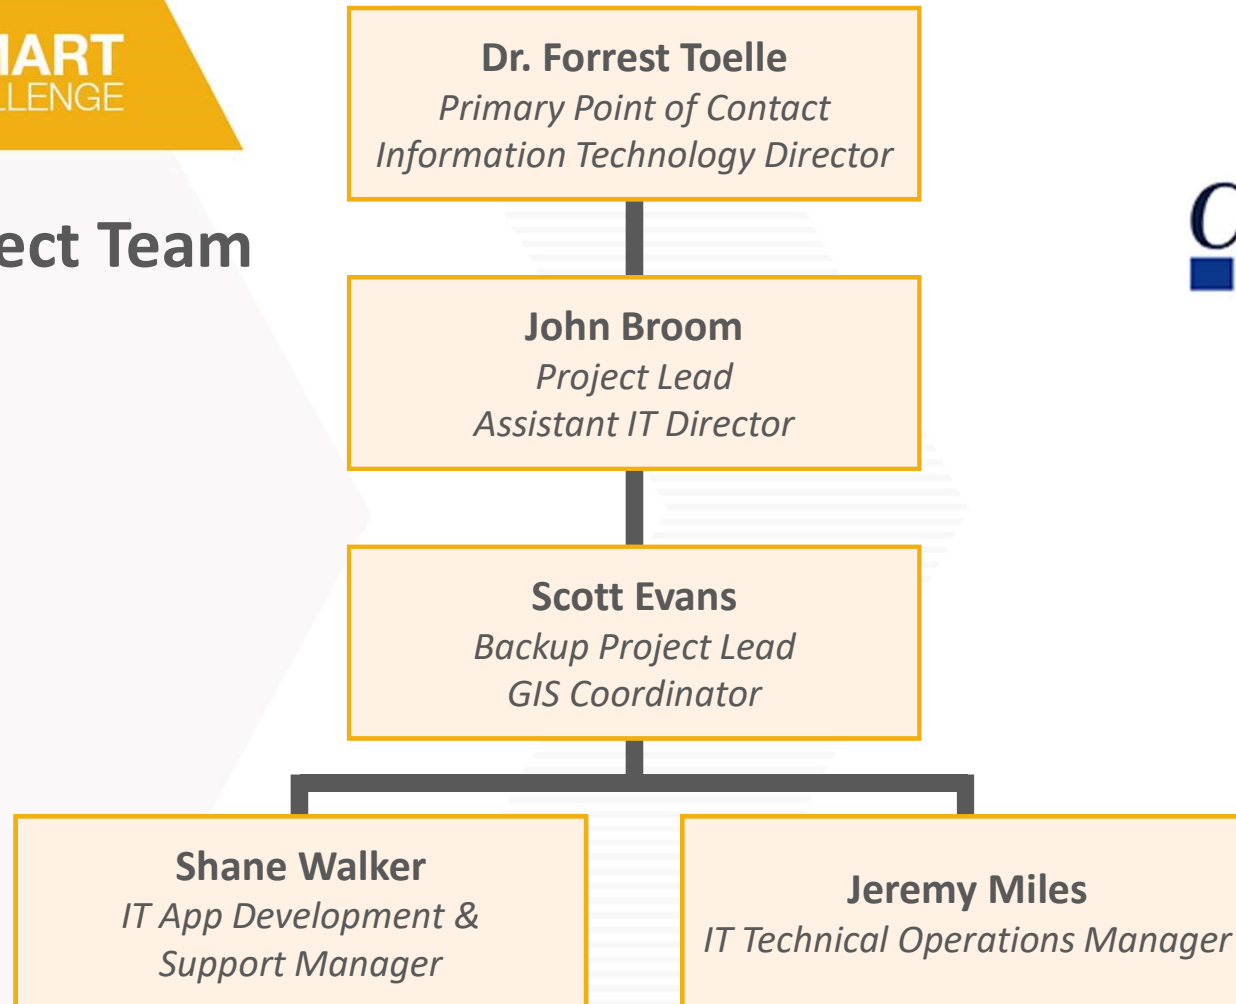 MART
LLENGE
Dr. Forrest Toelle
Primary Point of Contact
Information Technology Director
ect Team
John Broom
Project Lead
Assistant IT Director
Scott Evans
Backup Project Lead
GIS Coordinator
Shane Walker
IT App Development &
Support Manager
Jeremy Miles
IT Technical Operations Manager